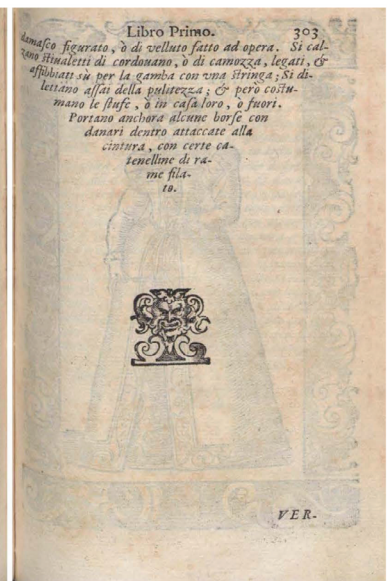 Libro Primo. 303
damaſco figurato, ò di velluto fatto ad opera. Si cal-
zano ſtiualetti di cordouano, ò di camozza, legati, &
affibbiati sù per la gamba con vna ſtringa; Si di-
lettano aſſai della pulitezza; & però coſtu-
mano le ſtufe, ò in caſa loro, ò fuori.
Portano anchora alcune borſe con
danari dentro attaccate alla
cintura, con certe ca-
tenelline di ra-
me fila-
to.
VER-